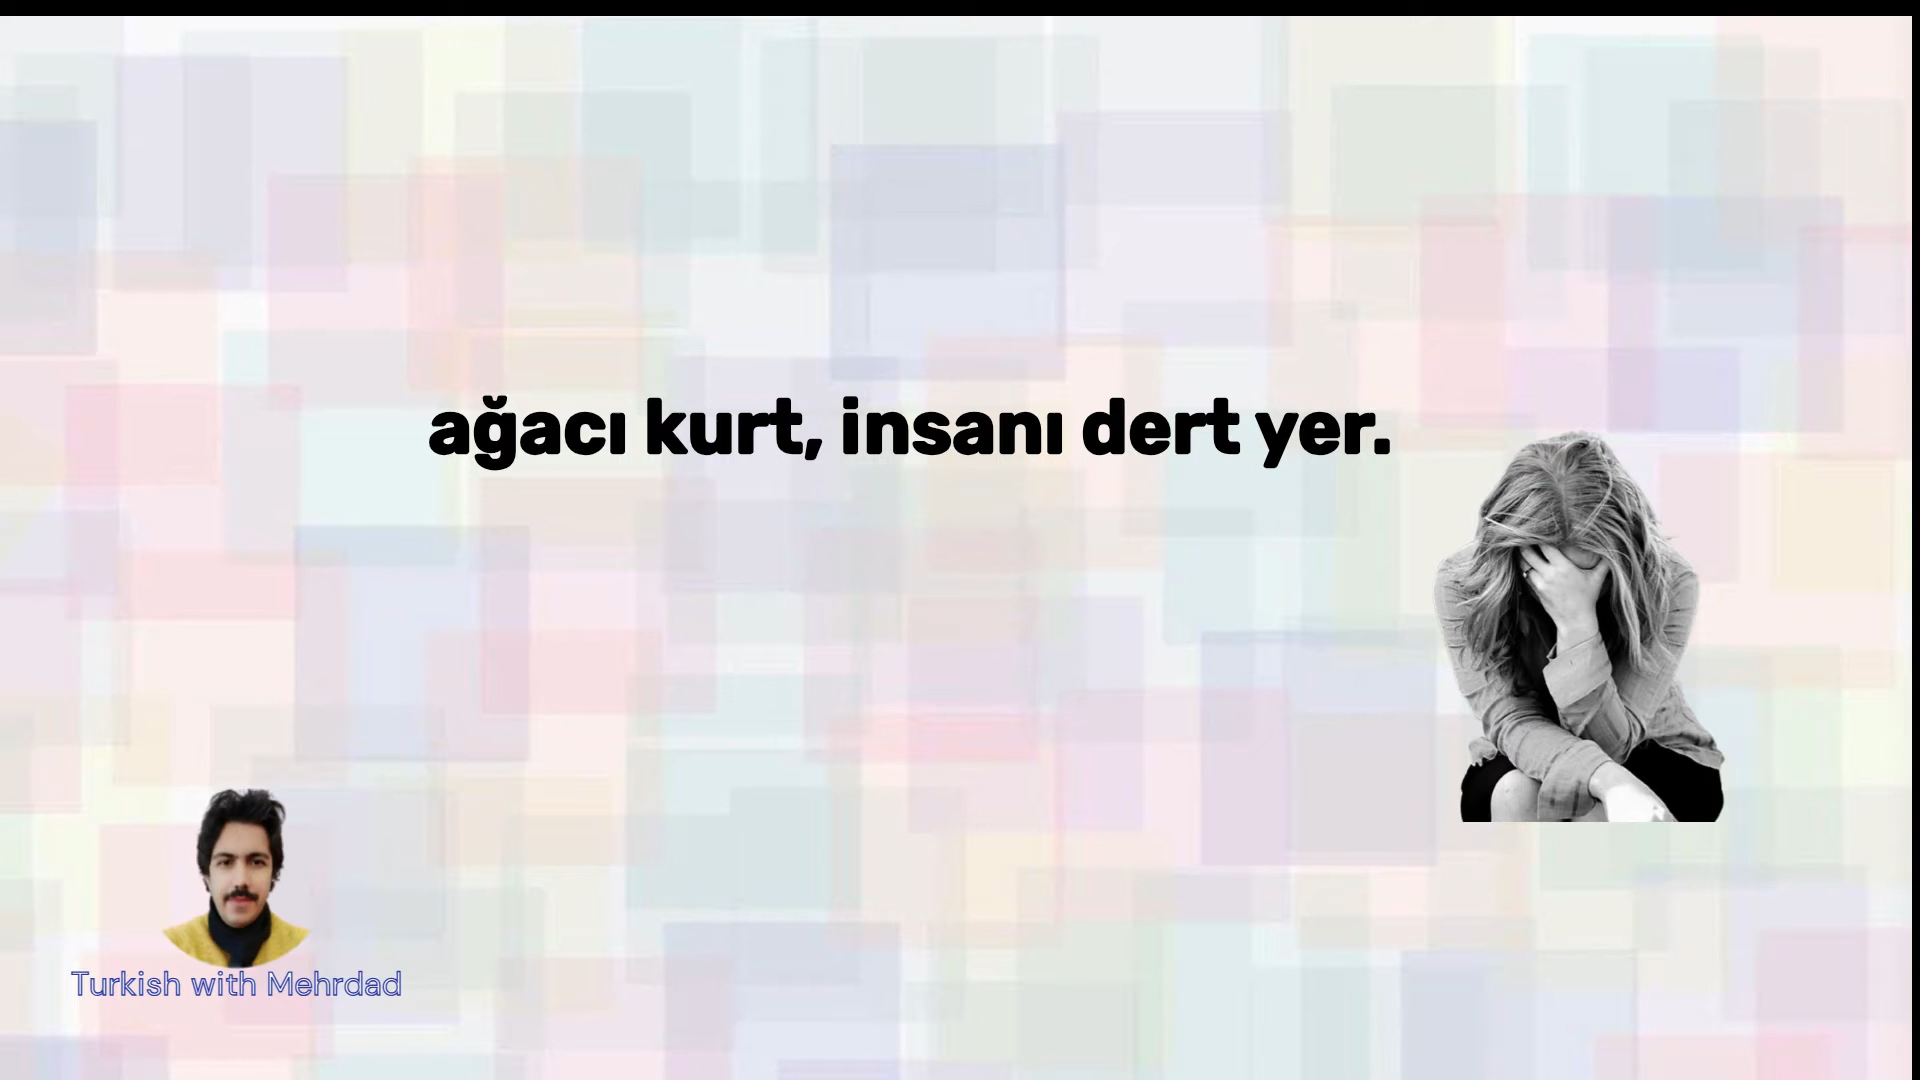 ağacı kurt, insanı dert yer.
Turkish with Mehrdad